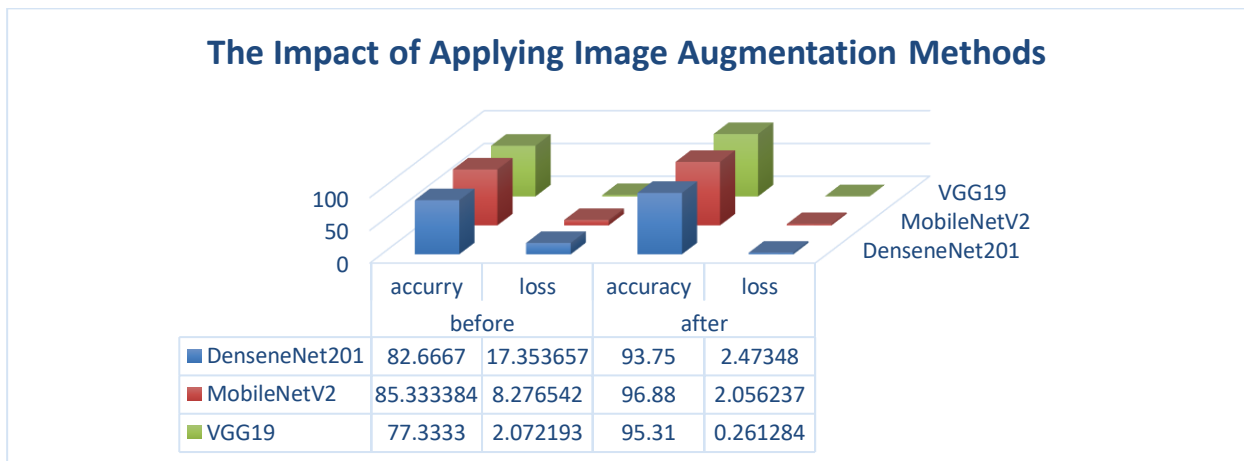 The Impact of Applying Image Augmentation Methods
100
50
0
VGG19
MobileNetV2
DenseneNet201
accurry loss accuracy loss
before after
DenseneNet201 82.6667 17.353657 93.75 2.47348
MobileNetV2 85.333384 8.276542 96.88 2.056237
VGG19 77.3333 2.072193 95.31 0.261284